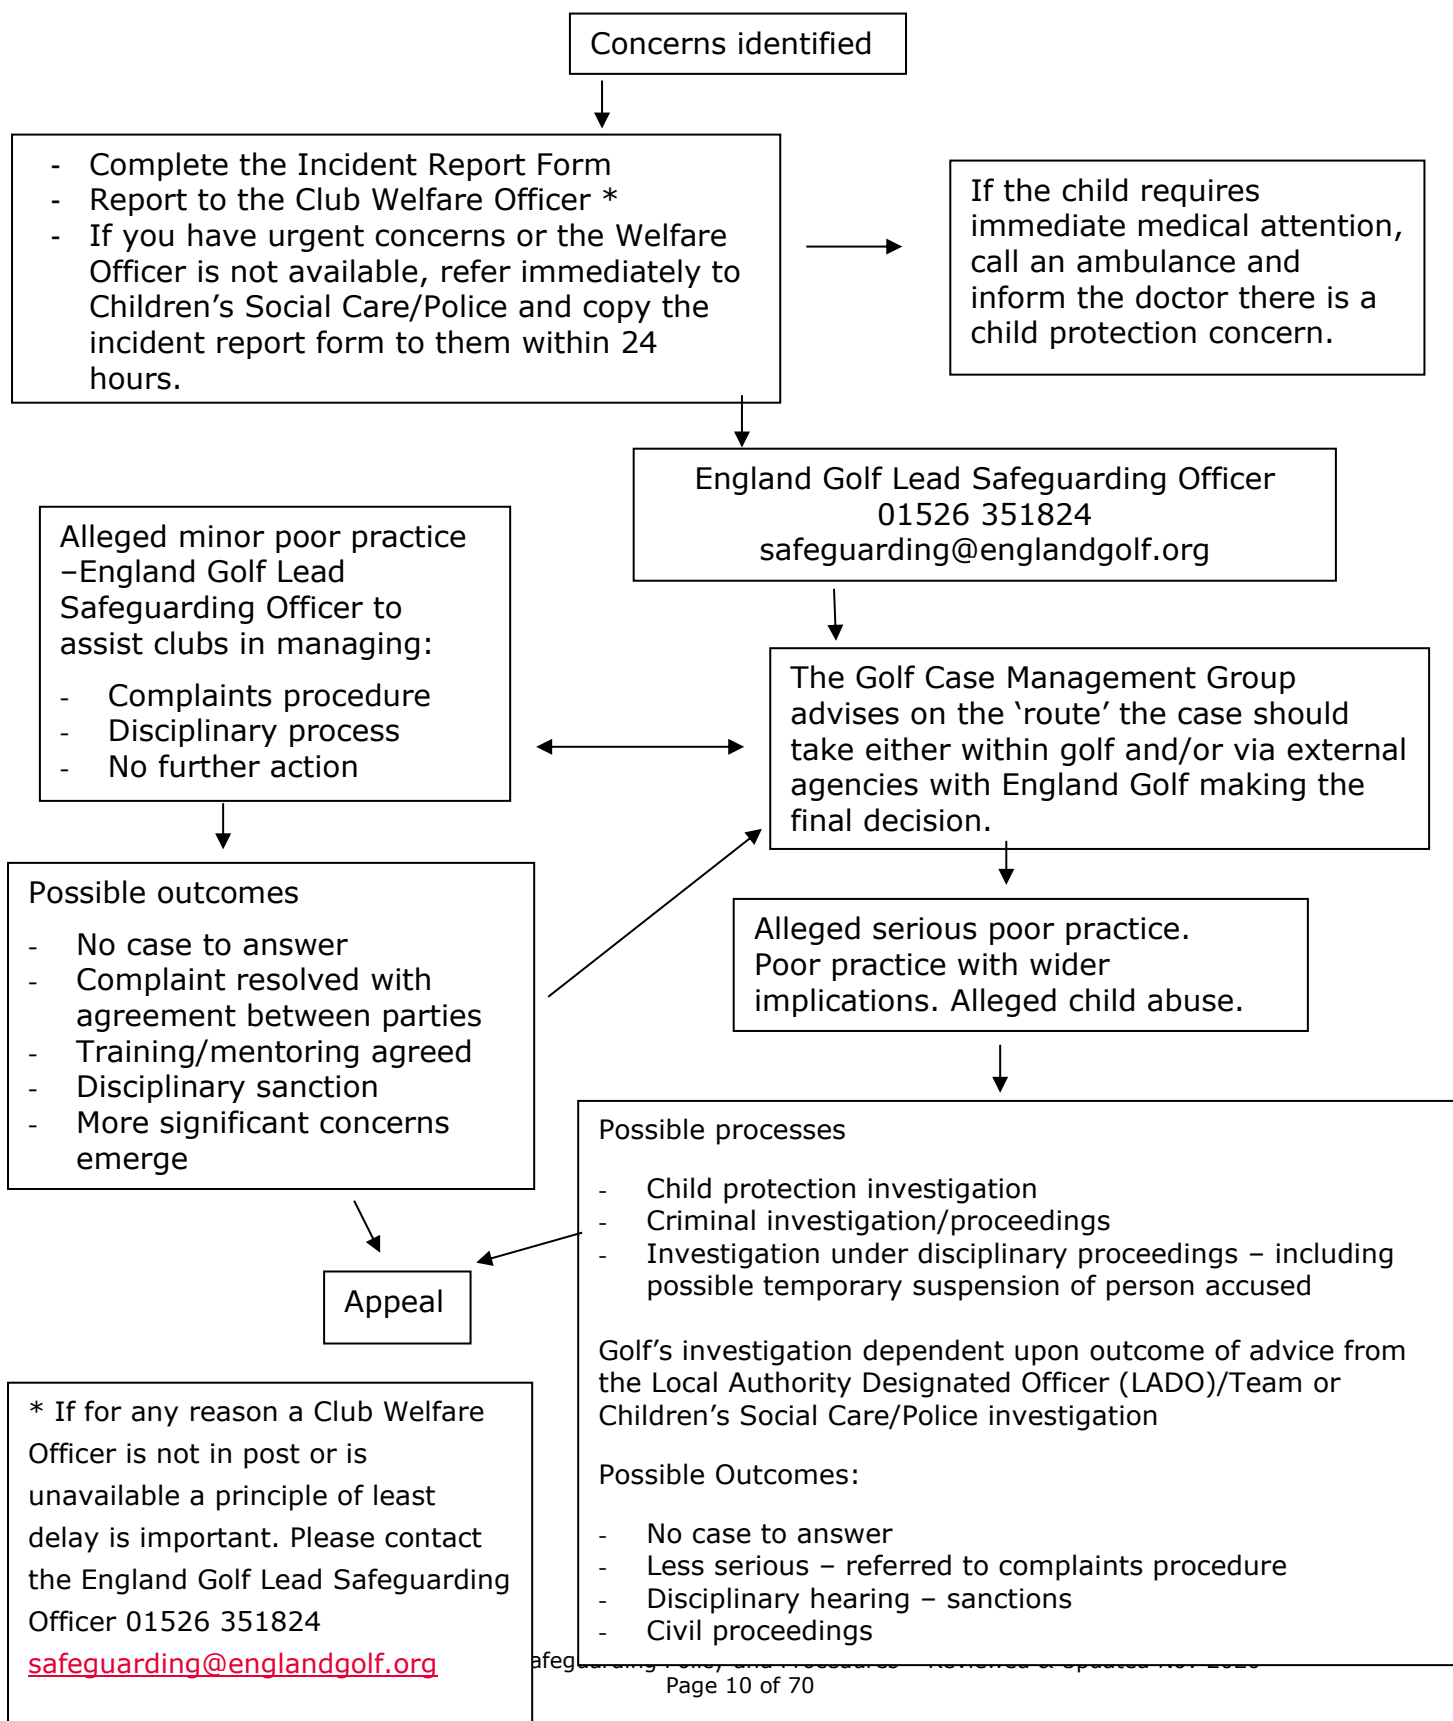 Concerns identified
- Complete the Incident Report Form
- Report to the Club Welfare Officer *
- If you have urgent concerns or the Welfare
Officer is not available, refer immediately to
Children’s Social Care/Police and copy the
incident report form to them within 24
hours.
If the child requires
immediate medical attention,
call an ambulance and
inform the doctor there is a
child protection concern.
England Golf Lead Safeguarding Officer
01526 351824
safeguarding@englandgolf.org
Alleged minor poor practice
–England Golf Lead
Safeguarding Officer to
assist clubs in managing:
- Complaints procedure
- Disciplinary process
- No further action
The Golf Case Management Group
advises on the ‘route’ the case should
take either within golf and/or via external
agencies with England Golf making the
final decision.
Possible outcomes
- No case to answer
- Complaint resolved with
agreement between parties
- Training/mentoring agreed
- Disciplinary sanction
- More significant concerns
emerge
Alleged serious poor practice.
Poor practice with wider
implications. Alleged child abuse.
Possible processes
- Child protection investigation
- Criminal investigation/proceedings
- Investigation under disciplinary proceedings – including
possible temporary suspension of person accused
Golf’s investigation dependent upon outcome of advice from
the Local Authority Designated Officer (LADO)/Team or
Children’s Social Care/Police investigation
Possible Outcomes:
- No case to answer
- Less serious – referred to complaints procedure
- Disciplinary hearing – sanctions
- Civil proceedings
Appeal
* If for any reason a Club Welfare
Officer is not in post or is
unavailable a principle of least
delay is important. Please contact
the England Golf Lead Safeguarding
Officer 01526 351824
safeguarding@englandgolf.org
Page 10 of 70